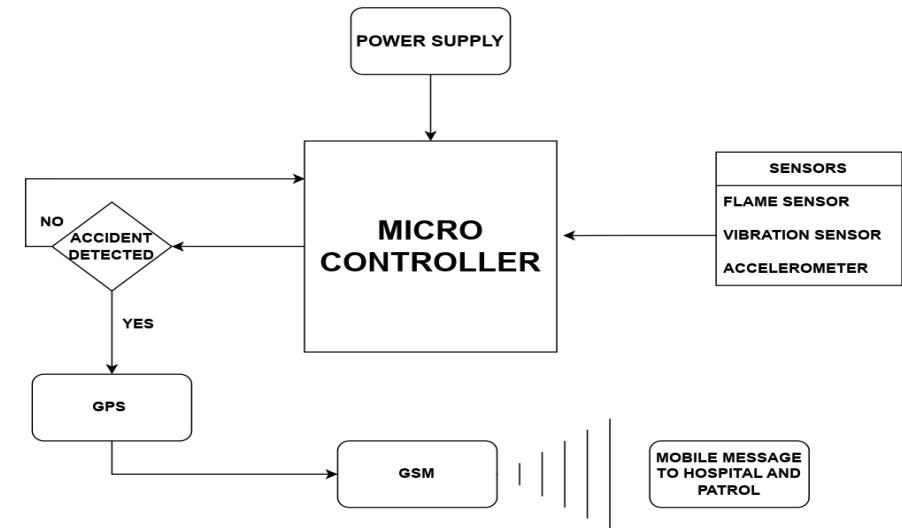 POWER SUPPLY
SENSORS
FLAME SENSOR
VIBRATION SENSOR
ACCELEROMETER
MICRO
CONTROLLER
NO
ACCIDENT
DETECTED
YES
GPS
GSM
MOBILE MESSAGE
TO HOSPITAL AND
PATROL